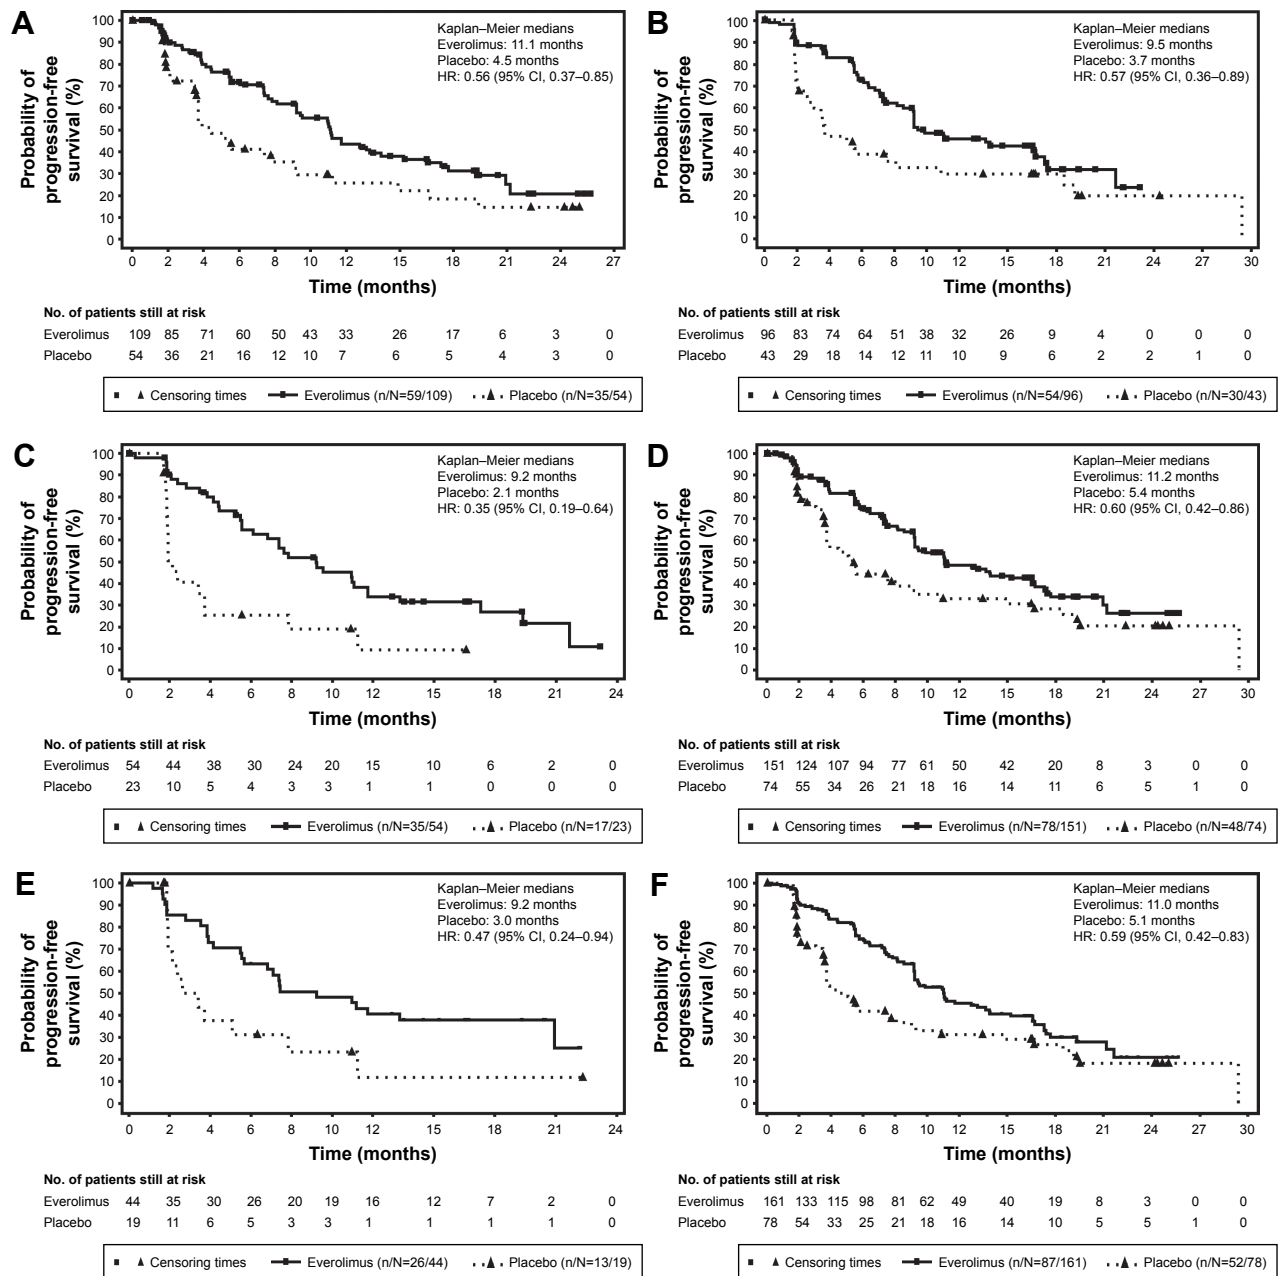 A
Probability of
progression-free
survival (%)
100
90
80
70
60
50
40
30
20
10
0
Kaplan–Meier medians
Everolimus: 11.1 months
Placebo: 4.5 months
HR: 0.56 (95% CI, 0.37–0.85)
0 2 4 6 8 10 12 15 18 21 24 27
Time (months)
No. of patients still at risk
Everolimus 109 85 71 60 50 43 33 26 17 6 3 0
Placebo 54 36 21 16 12 10 7 6 5 4 3 0
Censoring times Everolimus (n/N=59/109) Placebo (n/N=35/54)
B
Probability of
progression-free
survival (%)
100
90
80
70
60
50
40
30
20
10
0
Kaplan–Meier medians
Everolimus: 9.5 months
Placebo: 3.7 months
HR: 0.57 (95% CI, 0.36–0.89)
0 2 4 6 8 10 12 15 18 21 24 27 30
Time (months)
No. of patients still at risk
Everolimus 96 83 74 64 51 38 32 26 9 4 0 0 0
Placebo 43 29 18 14 12 11 10 9 6 2 2 1 0
Censoring times Everolimus (n/N=54/96) Placebo (n/N=30/43)
C
Probability of
progression-free
survival (%)
100
90
80
70
60
50
40
30
20
10
0
Kaplan–Meier medians
Everolimus: 9.2 months
Placebo: 2.1 months
HR: 0.35 (95% CI, 0.19–0.64)
0 2 4 6 8 10 12 15 18 21 24
Time (months)
No. of patients still at risk
Everolimus 54 44 38 30 24 20 15 10 6 2 0
Placebo 23 10 5 4 3 3 1 1 0 0 0
Censoring times Everolimus (n/N=35/54) Placebo (n/N=17/23)
D
Probability of
progression-free
survival (%)
100
90
80
70
60
50
40
30
20
10
0
Kaplan–Meier medians
Everolimus: 11.2 months
Placebo: 5.4 months
HR: 0.60 (95% CI, 0.42–0.86)
0 2 4 6 8 10 12 15 18 21 24 27 30
Time (months)
No. of patients still at risk
Everolimus 151 124 107 94 77 61 50 42 20 8 3 0 0
Placebo 74 55 34 26 21 18 16 14 11 6 5 1 0
Censoring times Everolimus (n/N=78/151) Placebo (n/N=48/74)
E
Probability of
progression-free
survival (%)
100
90
80
70
60
50
40
30
20
10
0
Kaplan–Meier medians
Everolimus: 9.2 months
Placebo: 3.0 months
HR: 0.47 (95% CI, 0.24–0.94)
0 2 4 6 8 10 12 15 18 21 24
Time (months)
No. of patients still at risk
Everolimus 44 35 30 26 20 19 16 12 7 2 0
Placebo 19 11 6 5 3 3 1 1 1 1 0
Censoring times Everolimus (n/N=26/44) Placebo (n/N=13/19)
F
Probability of
progression-free
survival (%)
100
90
80
70
60
50
40
30
20
10
0
Kaplan–Meier medians
Everolimus: 11.0 months
Placebo: 5.1 months
HR: 0.59 (95% CI, 0.42–0.83)
0 2 4 6 8 10 12 15 18 21 24 27 30
Time (months)
No. of patients still at risk
Everolimus 161 133 115 98 81 62 49 40 19 8 3 0 0
Placebo 78 54 33 25 21 18 16 14 10 5 5 1 0
Censoring times Everolimus (n/N=87/161) Placebo (n/N=52/78)